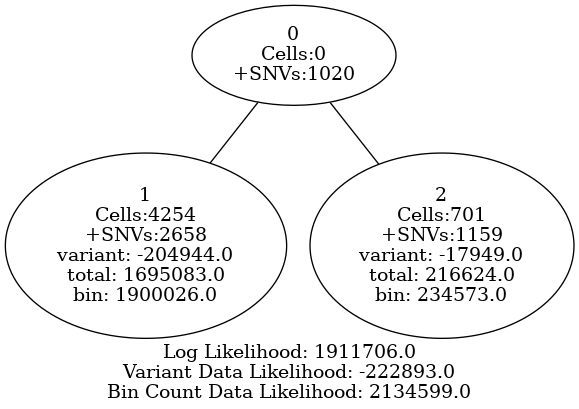 0
Cells:0
+SNVs:1020
1
Cells:4254
+SNVs:2658
variant: -204944.0
total: 1695083.0
bin: 1900026.0
2
Cells:701
+SNVs:1159
variant: -17949.0
total: 216624.0
bin: 234573.0
Log Likelihood: 1911706.0
Variant Data Likelihood: -222893.0
Bin Count Data Likelihood: 2134599.0